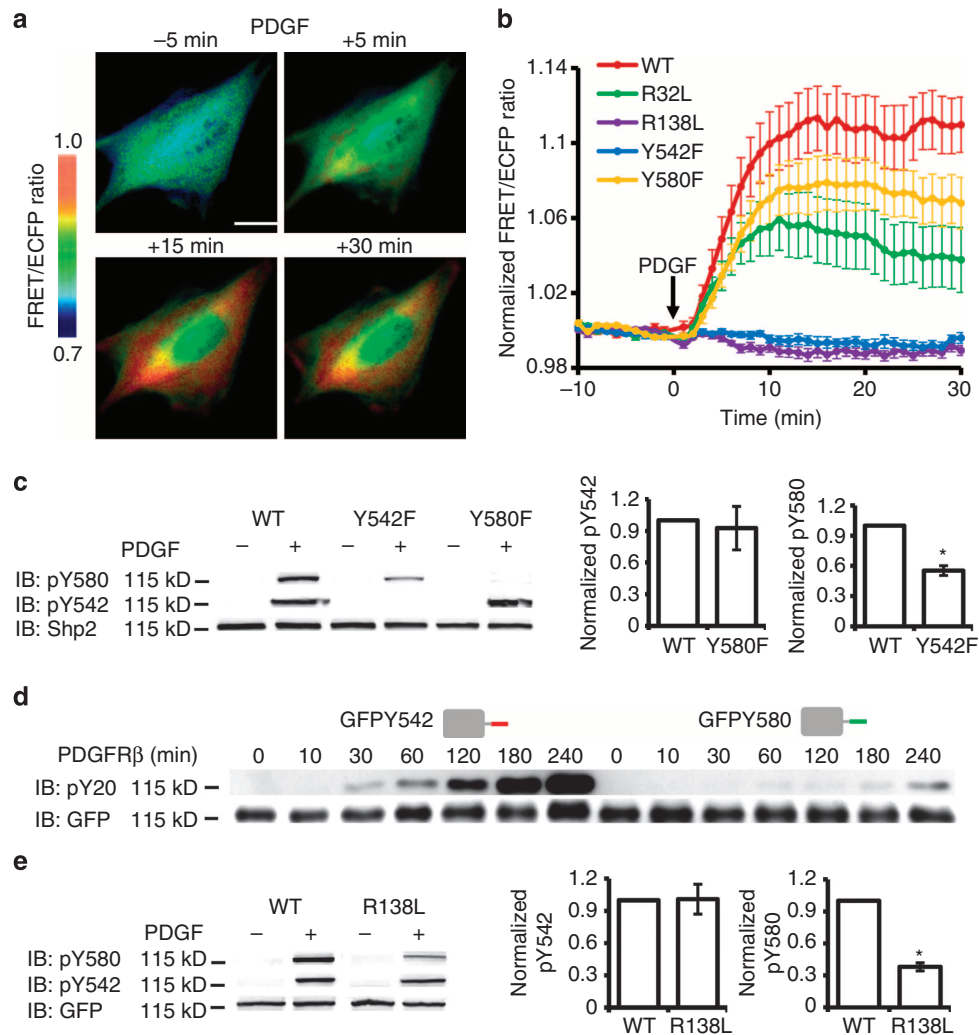 a
PDGF
–5 min
+5 min
1.0
FRET/ECFP ratio
0.7
+15 min
+30 min
b
Normalized FRET/ECFP ratio
1.14
1.10
1.06
1.02
0.98
WT
R32L
R138L
Y542F
Y580F
PDGF
–10 0 10 20 30
Time (min)
c
WT Y542F Y580F
PDGF – + – + – +
IB: pY580 115 kD
IB: pY542 115 kD
IB: Shp2 115 kD
Normalized pY542
1.2
0.9
0.6
0.3
0
WT Y580F
Normalized pY580
1.2
0.9
0.6
0.3
0
*
WT Y542F
d
GFPY542 GFPY580
PDGFRβ (min) 0 10 30 60 120 180 240 0 10 30 60 120 180 240
IB: pY20 115 kD
IB: GFP 115 kD
e
WT R138L
PDGF – + – +
IB: pY580 115 kD
IB: pY542 115 kD
IB: GFP 115 kD
Normalized
pY542
1.2
0.9
0.6
0.3
0
WT R138L
Normalized
pY580
1.2
0.9
0.6
0.3
0
*
WT R138L